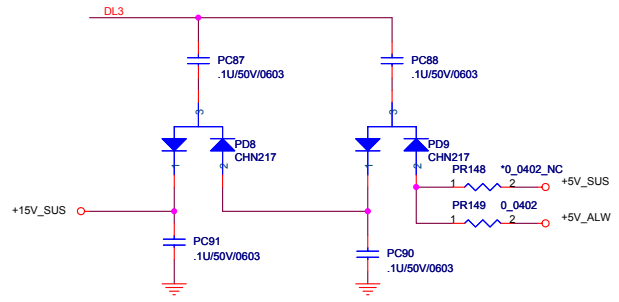 DL3
PC87
.1U/50V/0603
PC88
.1U/50V/0603
3
3
PD8
CHN217
PD9
CHN217
1
2
1
2
PR148
*0_0402_NC
1
2
+5V_SUS
PR149
0_0402
1
2
+5V_ALW
+15V_SUS
PC91
.1U/50V/0603
PC90
.1U/50V/0603